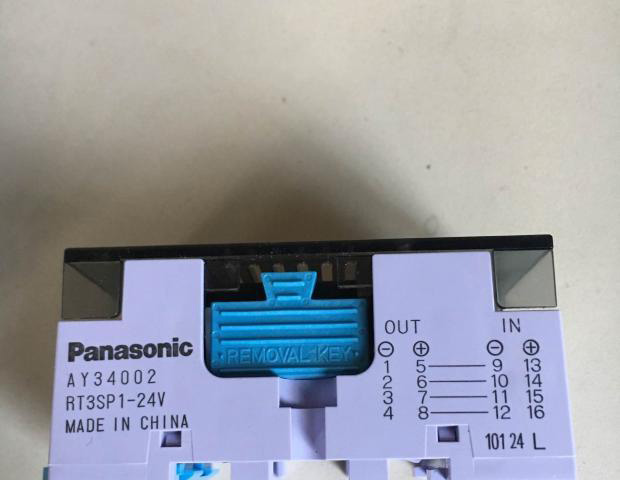 Panasonic
AY34002
RT3SP1-24V
MADE IN CHINA
REMOVAL KEY
OUT IN
⊖ ⊕ ⊖ ⊕
1 5 9 13
2 6 10 14
3 7 11 15
4 8 12 16
101 24 L